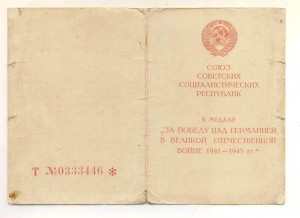 СОЮЗ
СОВЕТСКИХ
СОЦИАЛИСТИЧЕСКИХ
РЕСПУБЛИК
К МЕДАЛИ
„ЗА ПОБЕДУ НАД ГЕРМАНИЕЙ
В ВЕЛИКОЙ ОТЕЧЕСТВЕННОЙ
ВОЙНЕ 1941—1945 гг."
Т №0333446 *